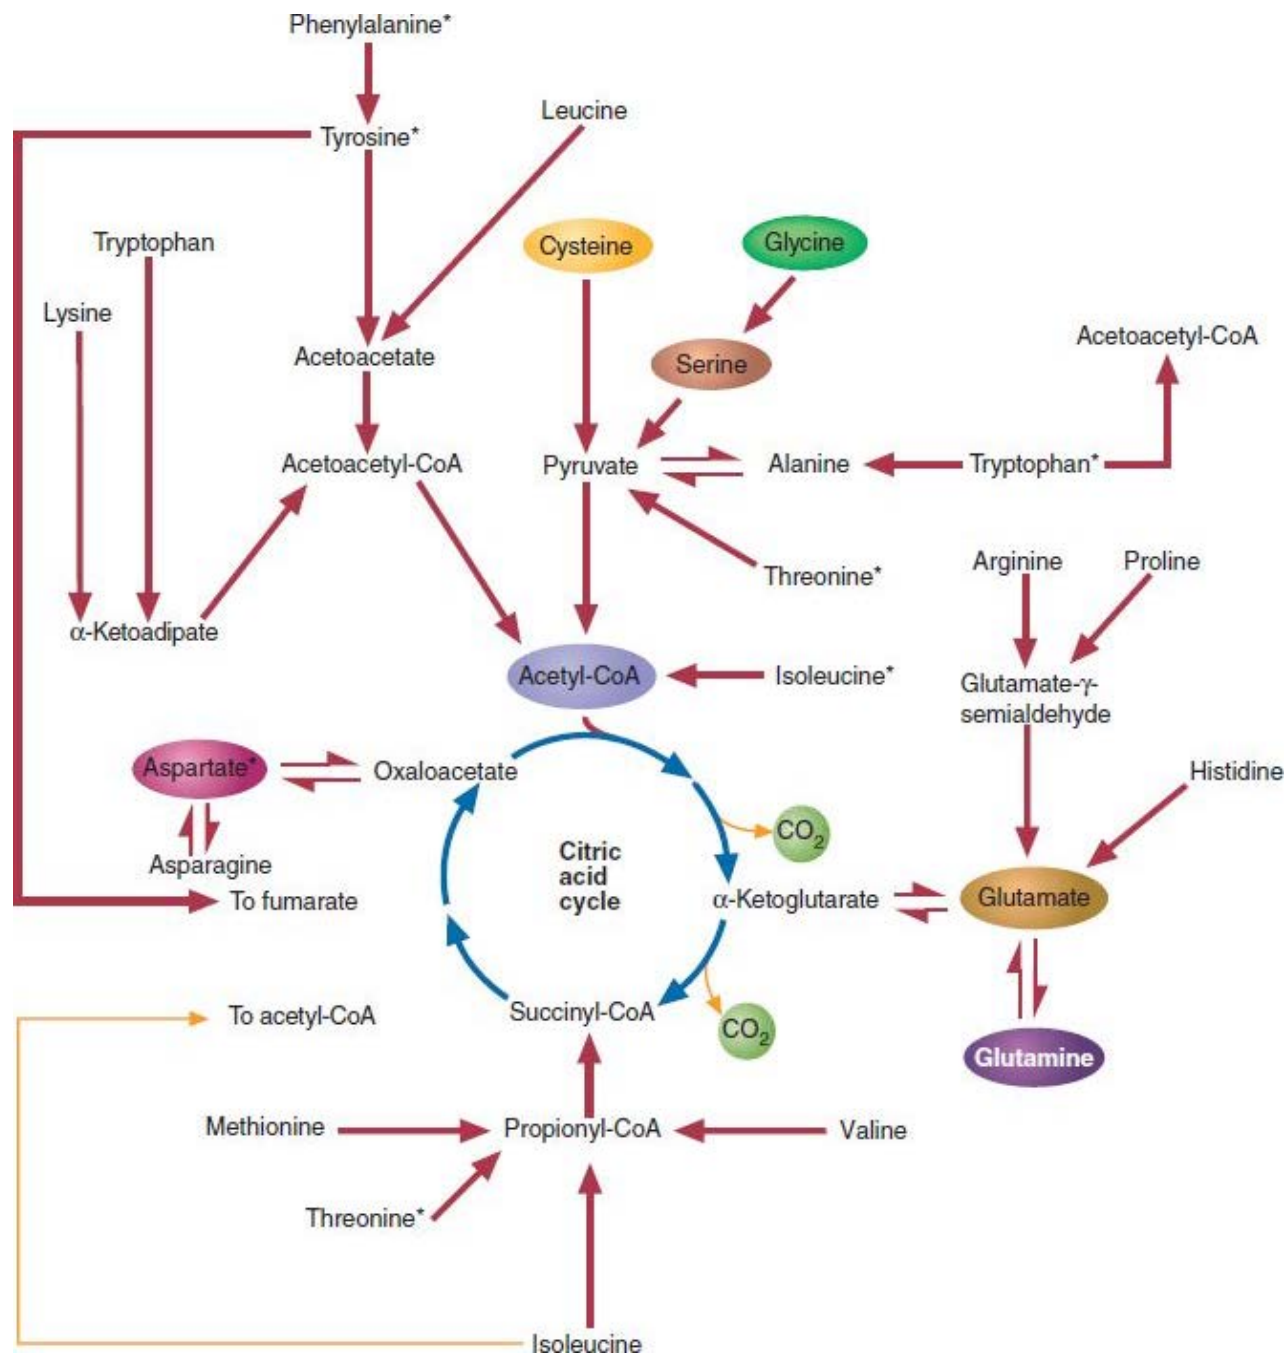 Phenylalanine*
Leucine
Tyrosine*
Tryptophan
Cysteine
Glycine
Lysine
Acetoacetate
Serine
Acetoacetyl-CoA
Acetoacetyl-CoA
Pyruvate
Alanine
Tryptophan*
Threonine*
Arginine
Proline
α-Ketoadipate
Acetyl-CoA
Isoleucine*
Glutamate-γ-
semialdehyde
Aspartate*
Oxaloacetate
Histidine
CO2
Asparagine
Citric
acid
cycle
To fumarate
α-Ketoglutarate
Glutamate
To acetyl-CoA
Succinyl-CoA
CO2
Glutamine
Methionine
Propionyl-CoA
Valine
Threonine*
Isoleucine